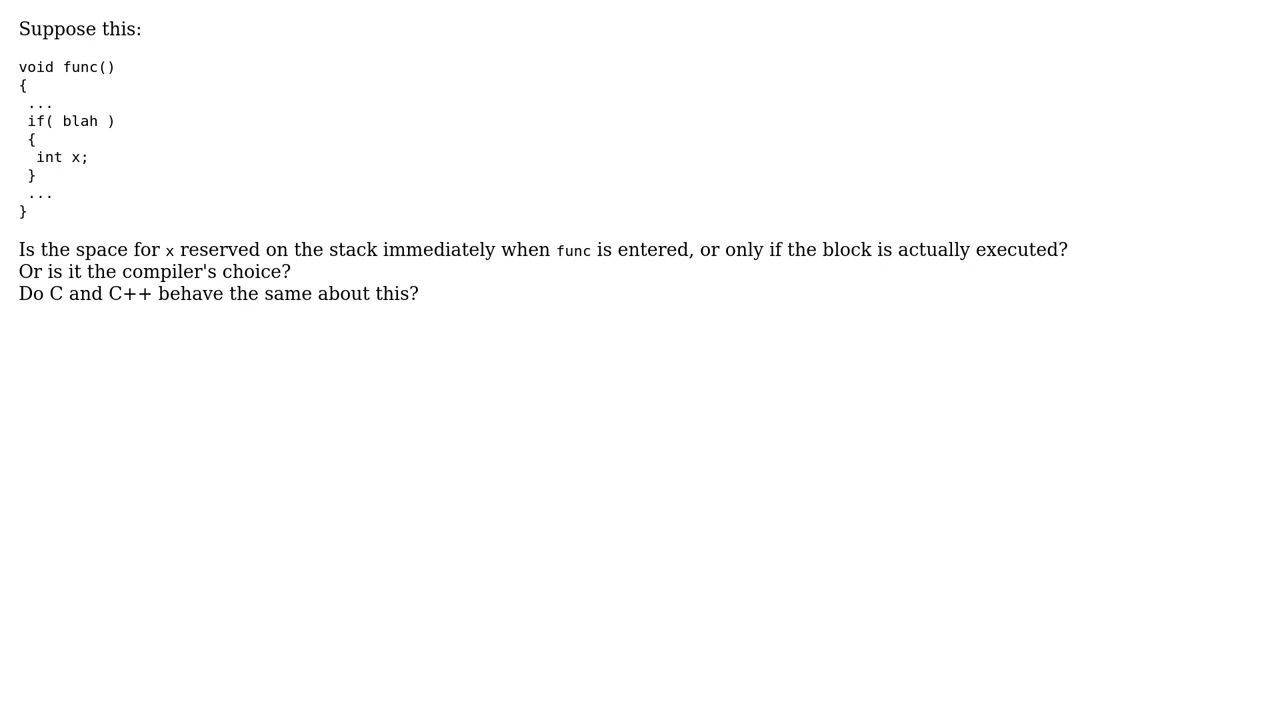 Suppose this:
void func()
{
 ...
 if( blah )
 {
  int x;
 }
 ...
}
Is the space for x reserved on the stack immediately when func is entered, or only if the block is actually executed?
Or is it the compiler's choice?
Do C and C++ behave the same about this?